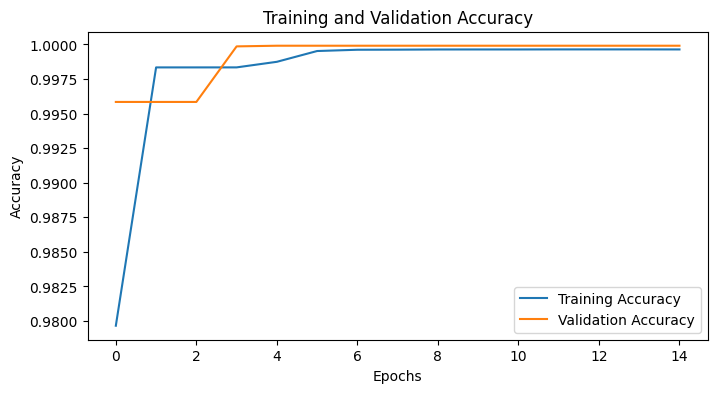 Training and Validation Accuracy
1.0000
0.9975
0.9950
0.9925
0.9900
0.9875
0.9850
0.9825
0.9800
Accuracy
0 2 4 6 8 10 12 14
Epochs
Training Accuracy
Validation Accuracy